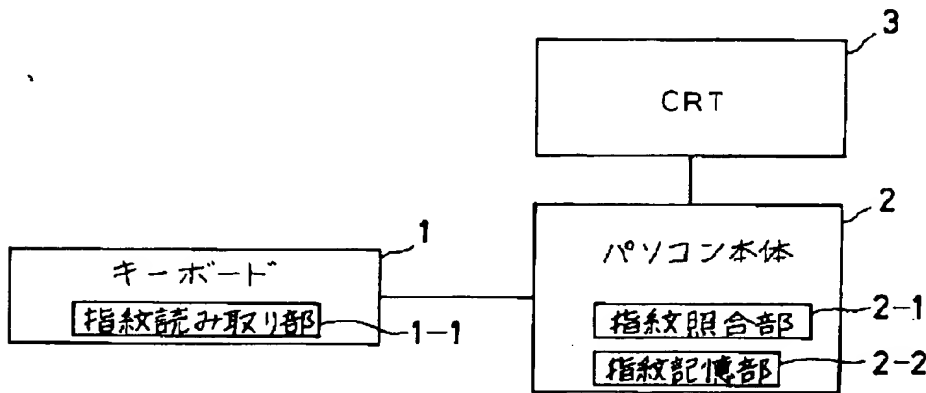 3
CRT
2
パソコン本体
1
キーボード
指紋読み取り部
1-1
指紋照合部
2-1
指紋記憶部
2-2